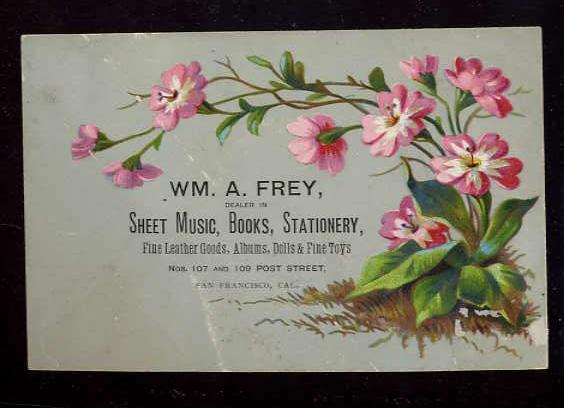 WM. A. FREY,
DEALER IN
SHEET MUSIC, BOOKS, STATIONERY,
Fine Leather Goods, Albums, Dolls & Fine Toys
NOS. 107 AND 109 POST STREET,
SAN FRANCISCO, CAL.